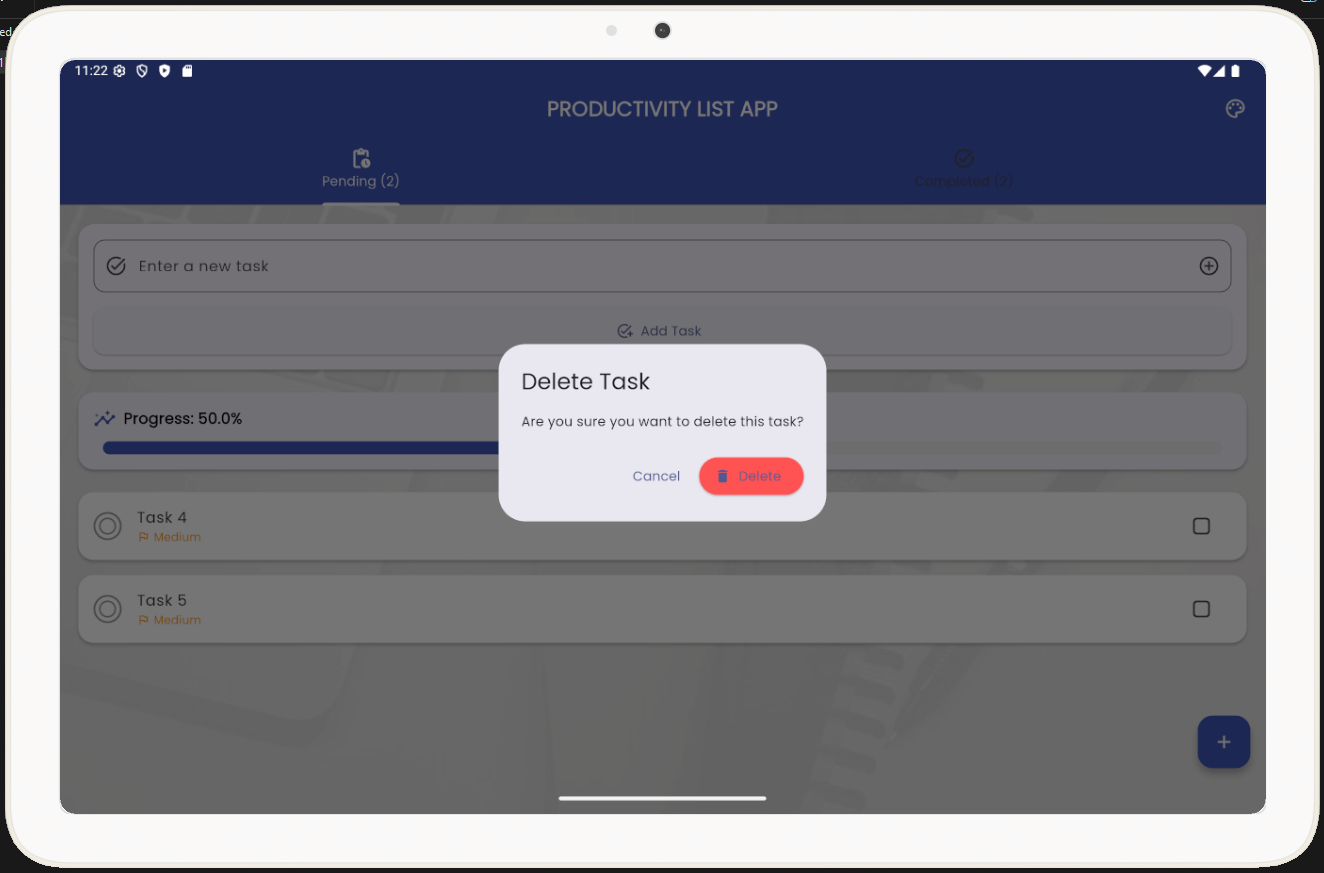 11:22
PRODUCTIVITY LIST APP
Pending (2)
Completed (2)
Enter a new task
Add Task
Delete Task
Are you sure you want to delete this task?
Cancel
Delete
Progress: 50.0%
Task 4
Medium
Task 5
Medium